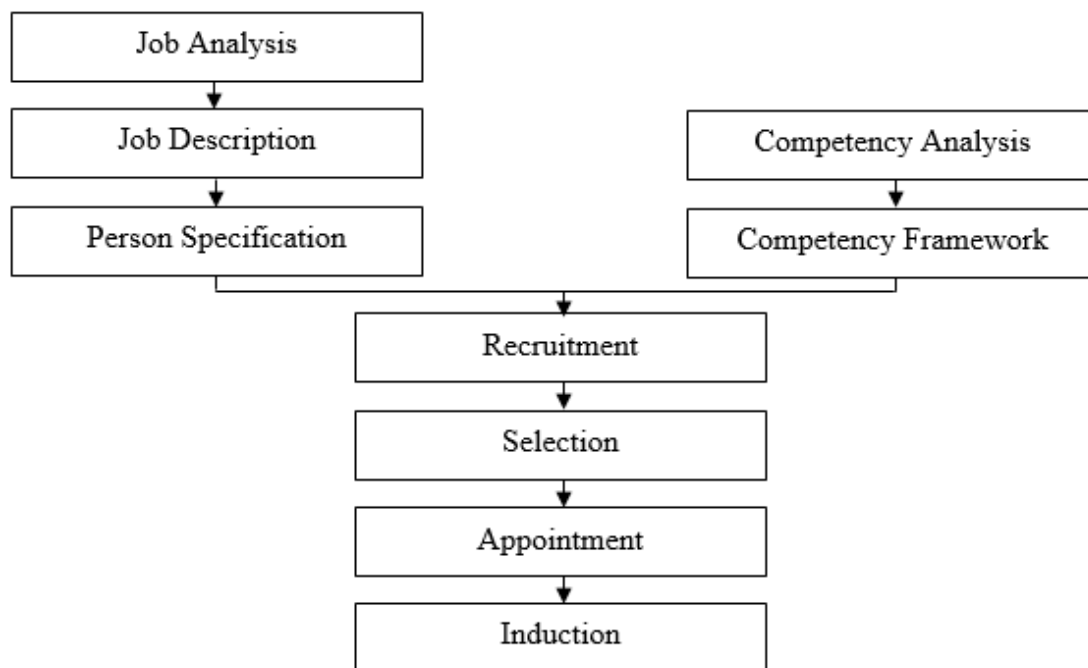 Job Analysis
Job Description
Competency Analysis
Person Specification
Competency Framework
Recruitment
Selection
Appointment
Induction